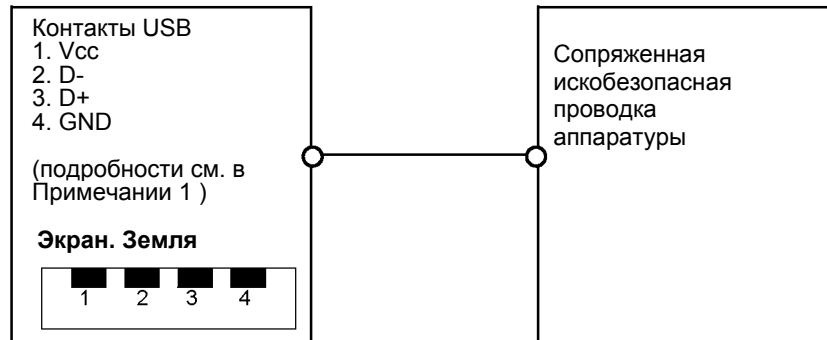 Контакты USB
1. Vcc
2. D-
3. D+
4. GND
(подробности см. в
Примечании 1 )
Экран. Земля
1 2 3 4
Сопряженная
искобезопасная
проводка
аппаратуры